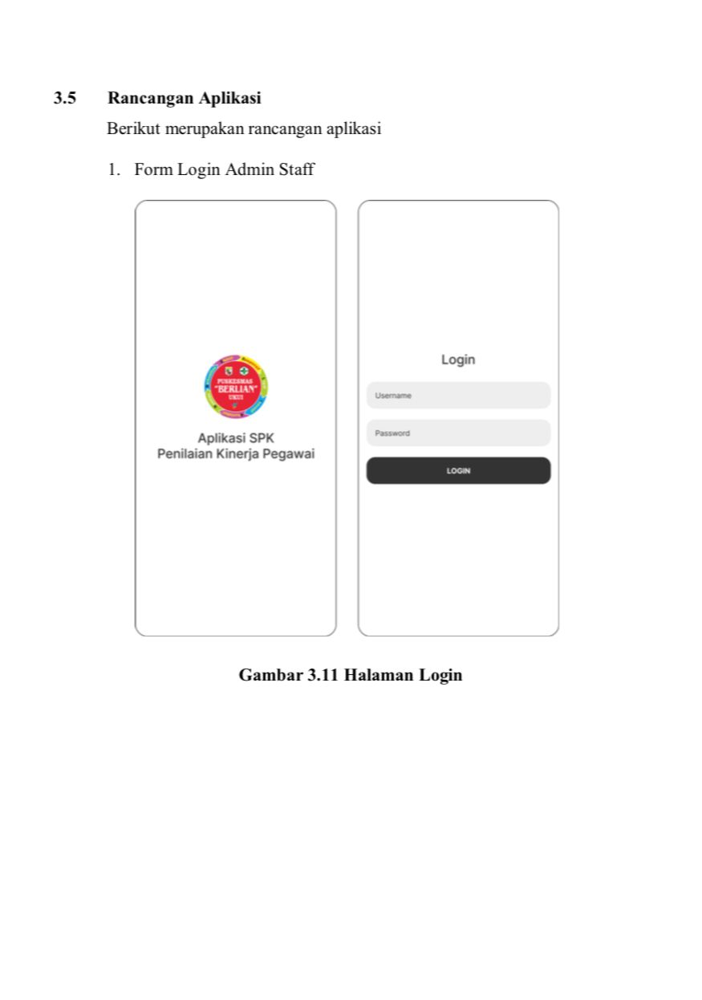 3.5 Rancangan Aplikasi
Berikut merupakan rancangan aplikasi
1. Form Login Admin Staff
PUSKESMAS
"BERLIAN"
UKUI
Aplikasi SPK
Penilaian Kinerja Pegawai
Login
Username
Password
LOGIN
Gambar 3.11 Halaman Login